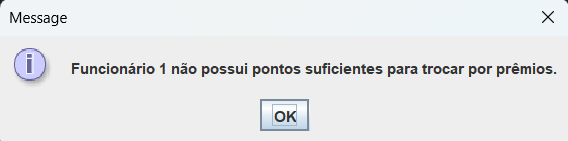 Message
Funcionário 1 não possui pontos suficientes para trocar por prêmios.
OK